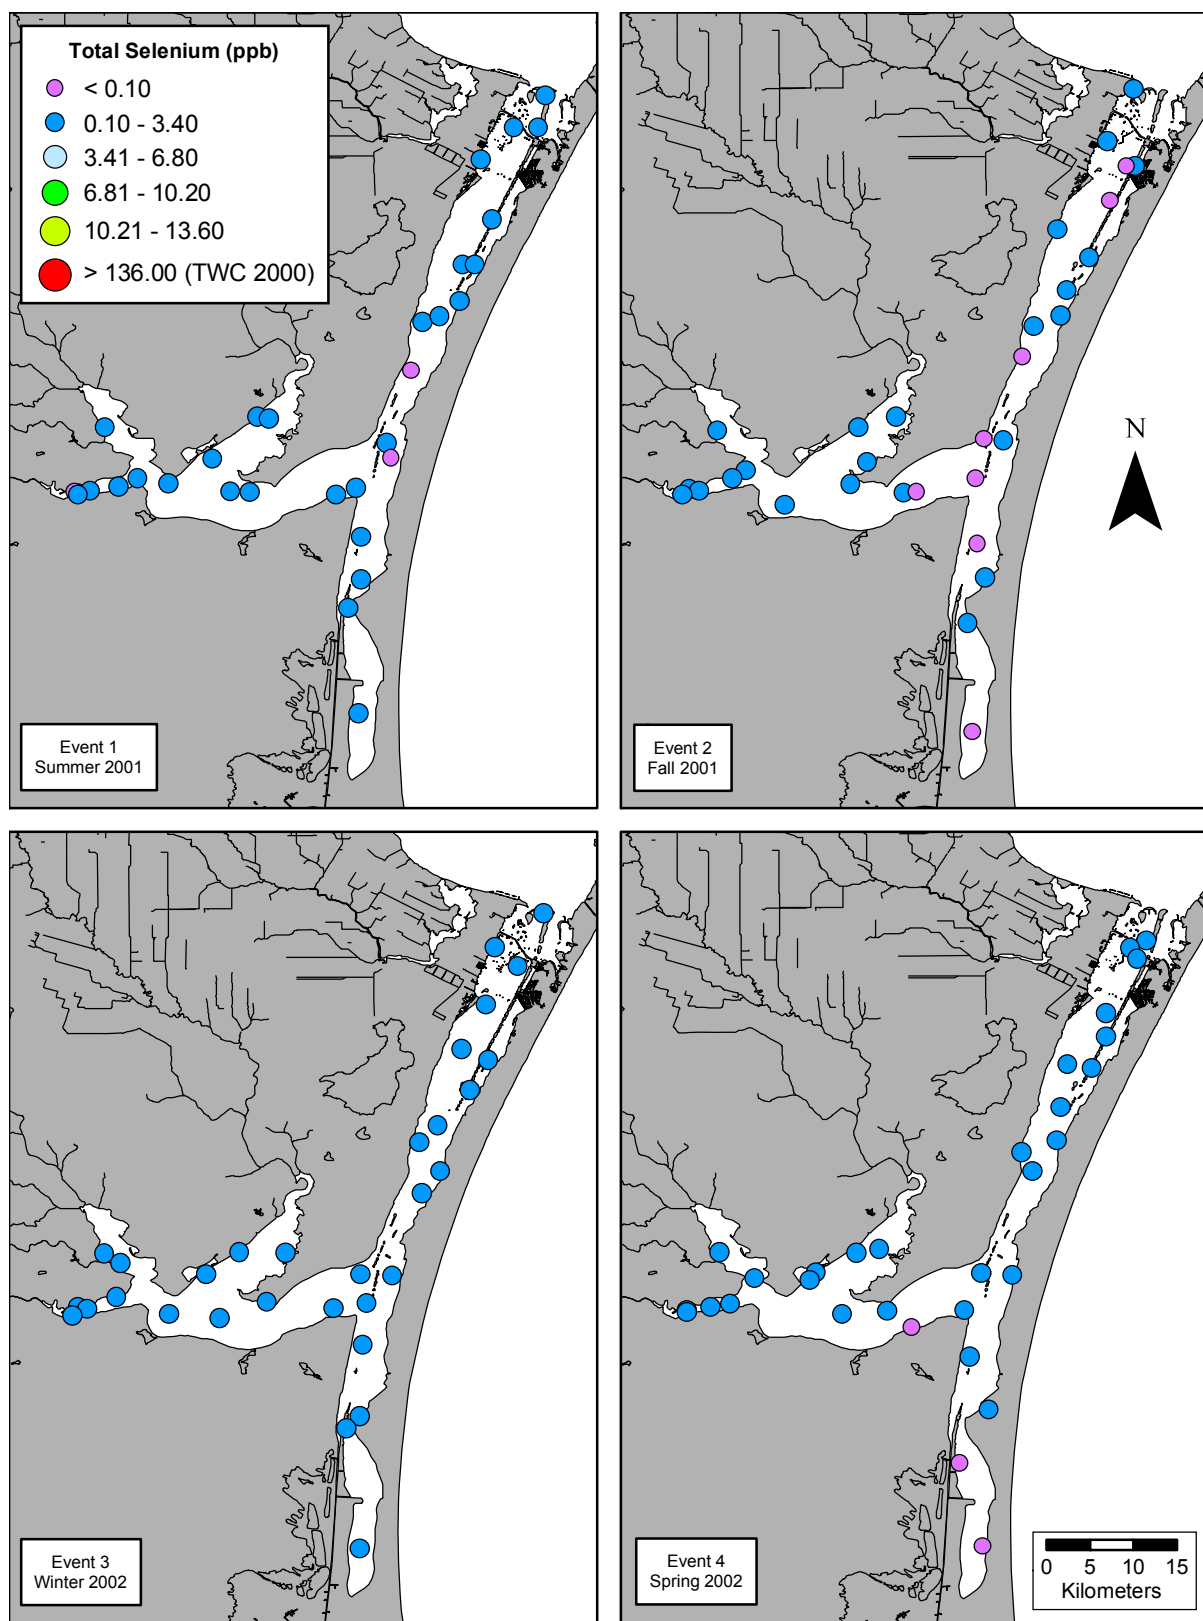 Total Selenium (ppb)
< 0.10
0.10 - 3.40
3.41 - 6.80
6.81 - 10.20
10.21 - 13.60
> 136.00 (TWC 2000)
Event 1
Summer 2001
N
Event 2
Fall 2001
Event 3
Winter 2002
Event 4
Spring 2002
0 5 10 15
Kilometers